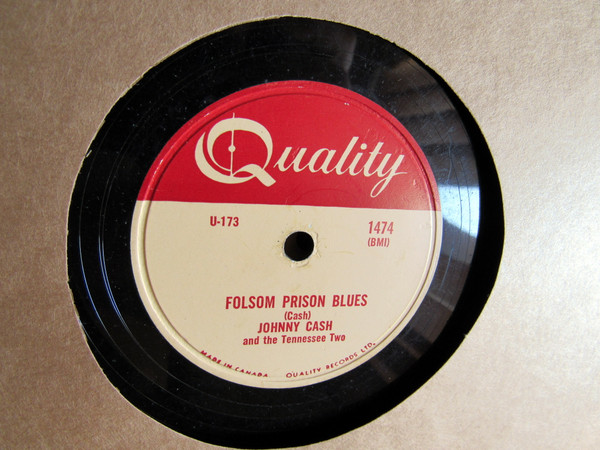 Quality
U-173
1474
(BMI)
FOLSOM PRISON BLUES
(Cash)
JOHNNY CASH
and the Tennessee Two
MADE IN CANADA QUALITY RECORDS LTD.